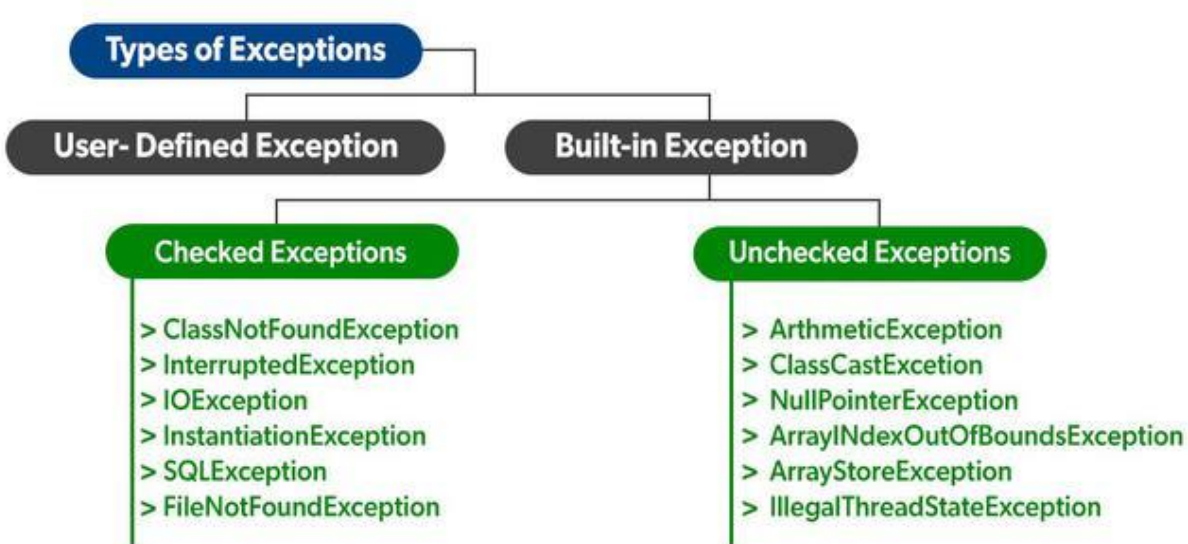 Types of Exceptions
User- Defined Exception
Built-in Exception
Checked Exceptions
> ClassNotFoundException
> InterruptedException
> IOException
> InstantiationException
> SQLException
> FileNotFoundException
Unchecked Exceptions
> ArthmeticException
> ClassCastExcetion
> NullPointerException
> ArrayINdexOutOfBoundsException
> ArrayStoreException
> IllegalThreadStateException